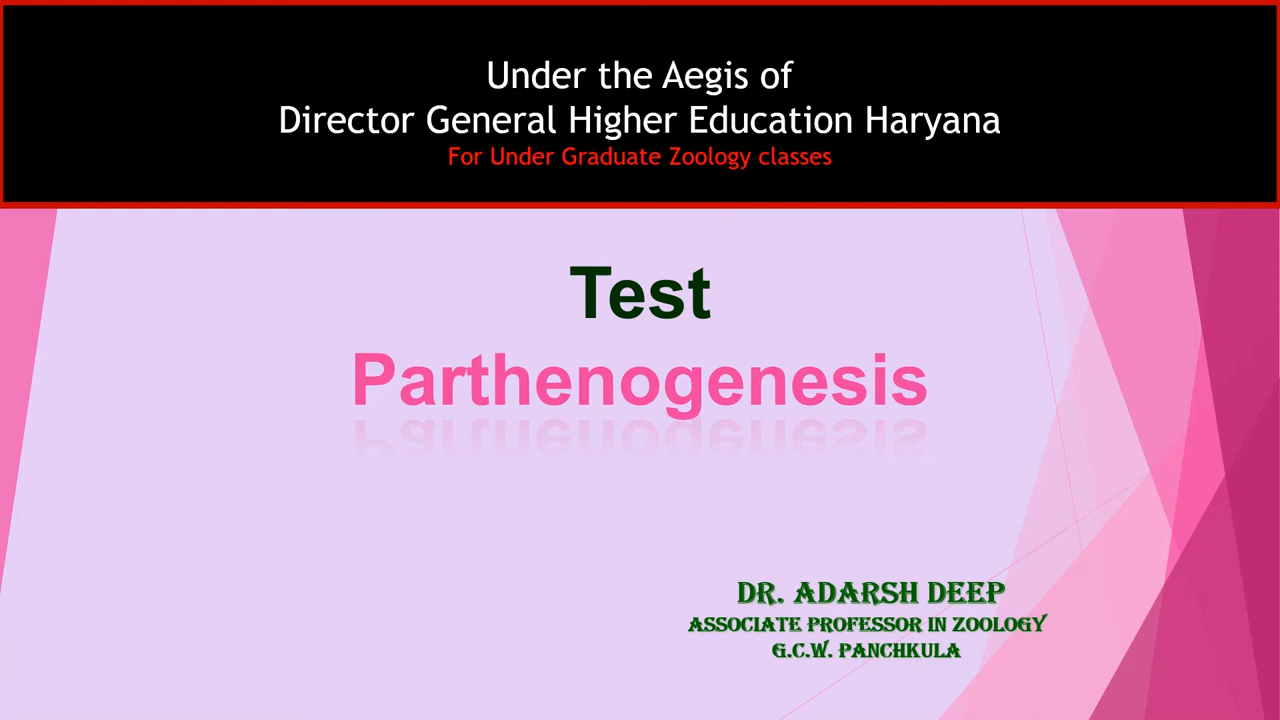 Under the Aegis of
Director General Higher Education Haryana
For Under Graduate Zoology classes
Test
Parthenogenesis
DR. ADARSH DEEP
ASSOCIATE PROFESSOR IN ZOOLOGY
G.C.W. PANCHKULA